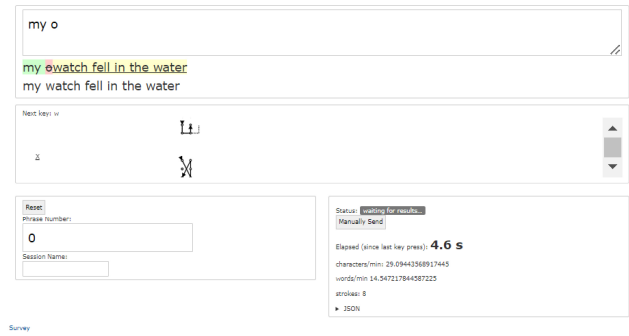 my o
my owatch fell in the water
my watch fell in the water
Next key: w
x
Reset
Phrase Number:
0
Session Name:
Status: waiting for results..
Manually Send
Elapsed (since last key press): 4.6 s
characters/min: 29.09443568917445
words/min 14.547217844587225
strokes: 8
▸ JSON
Survey